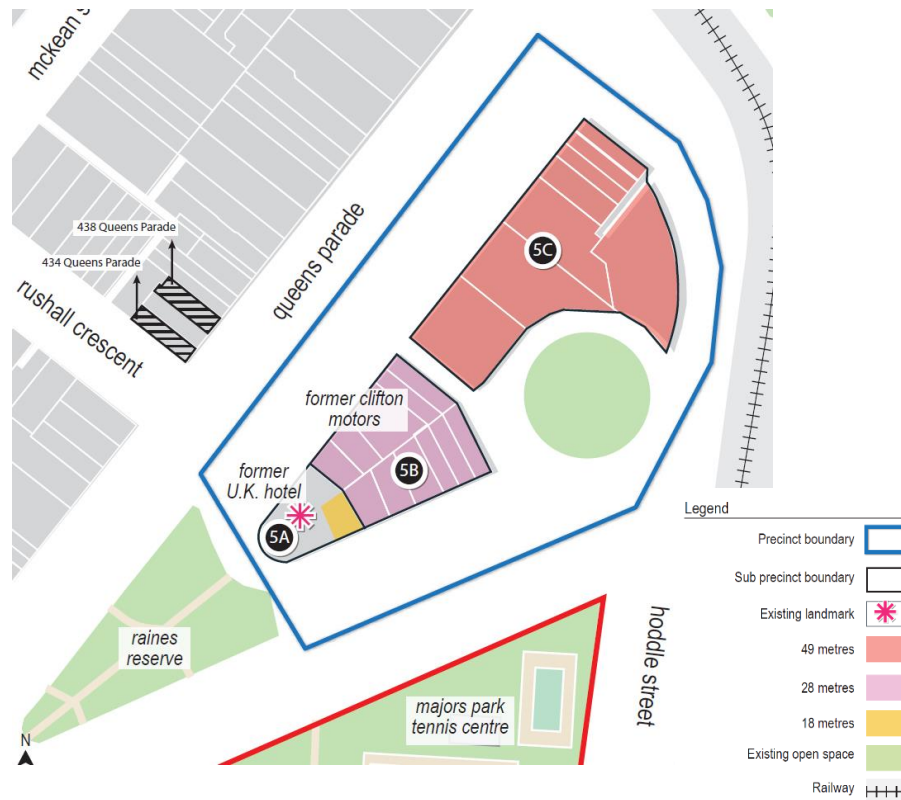 mckean s
438 Queens Parade
434 Queens Parade
rushall crescent
queens parade
5C
former clifton
motors
5B
former
U.K. hotel
5A
raines
reserve
majors park
tennis centre
hoddle street
N
Legend
Precinct boundary
Sub precinct boundary
Existing landmark
49 metres
28 metres
18 metres
Existing open space
Railway